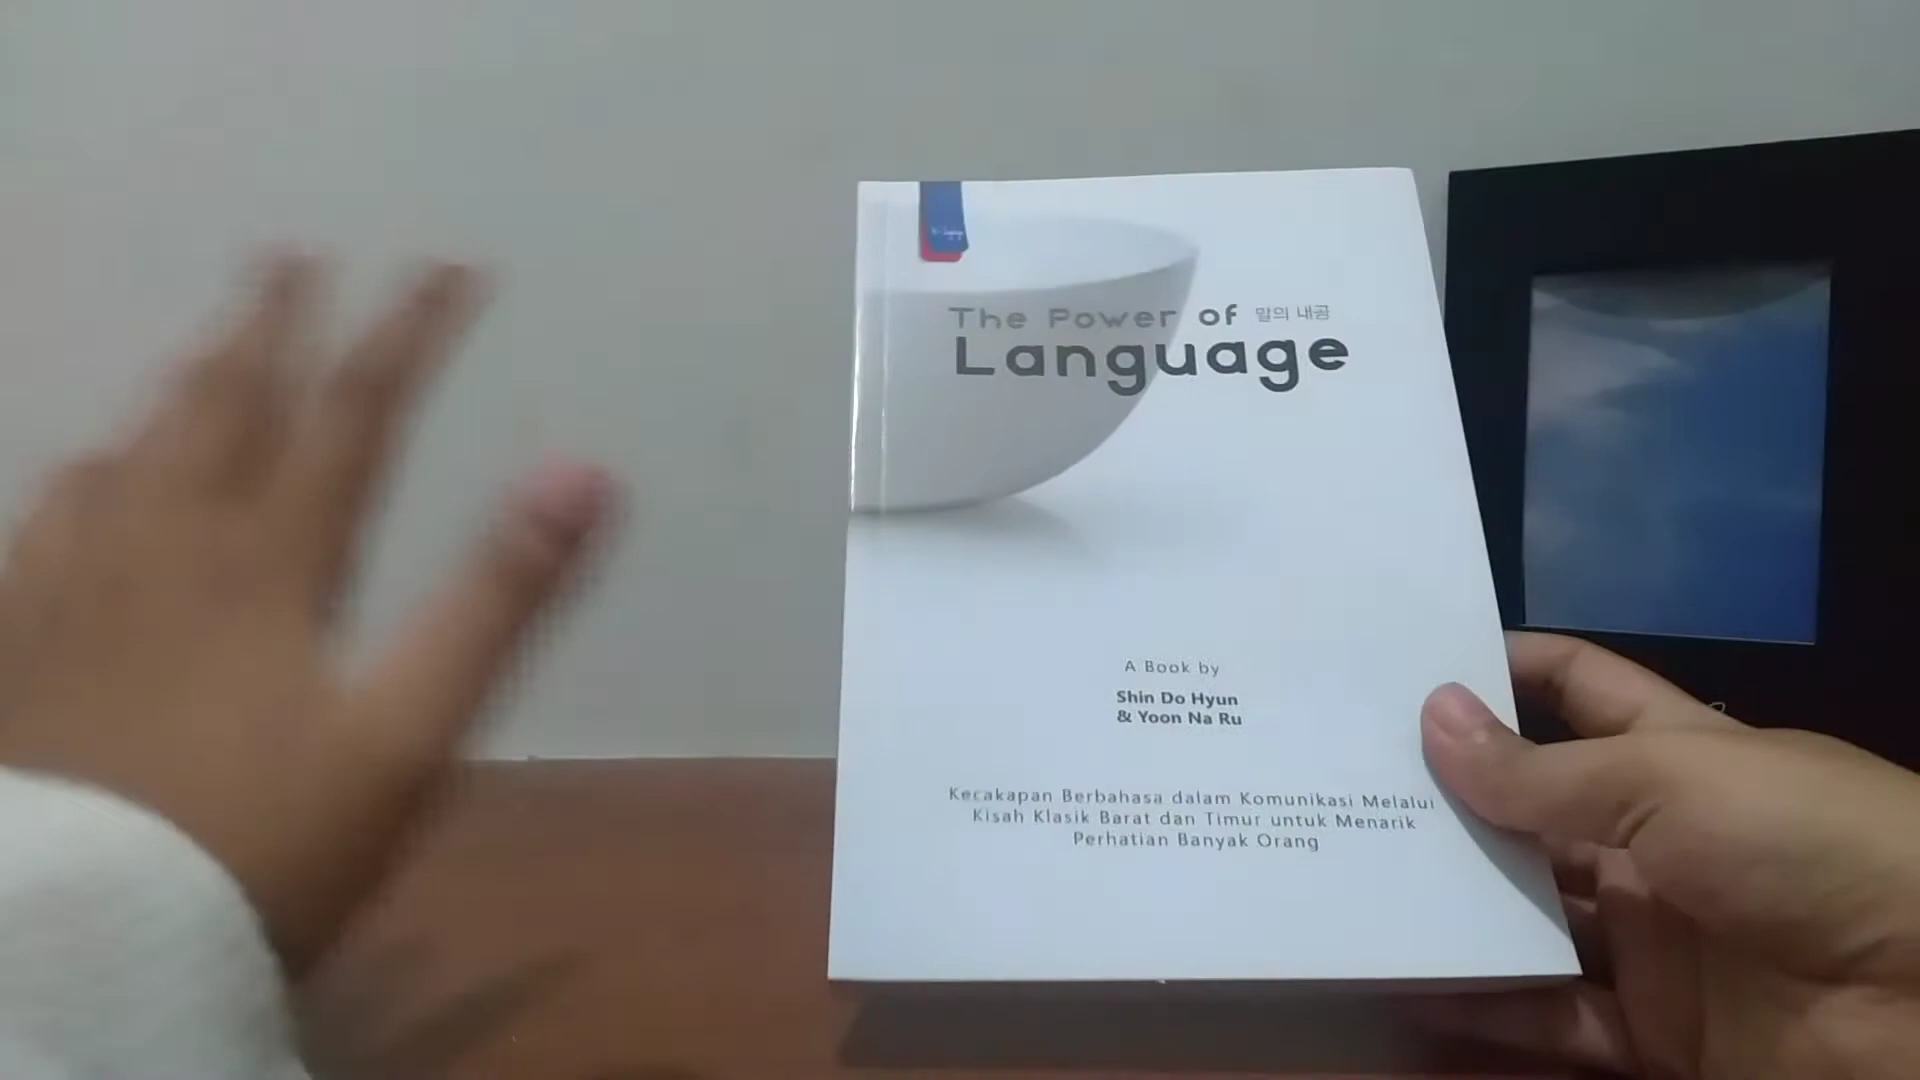 The Power of 말의 내공
Language
A Book by
Shin Do Hyun
& Yoon Na Ru
Kecakapan Berbahasa dalam Komunikasi Melalui
Kisah Klasik Barat dan Timur untuk Menarik
Perhatian Banyak Orang